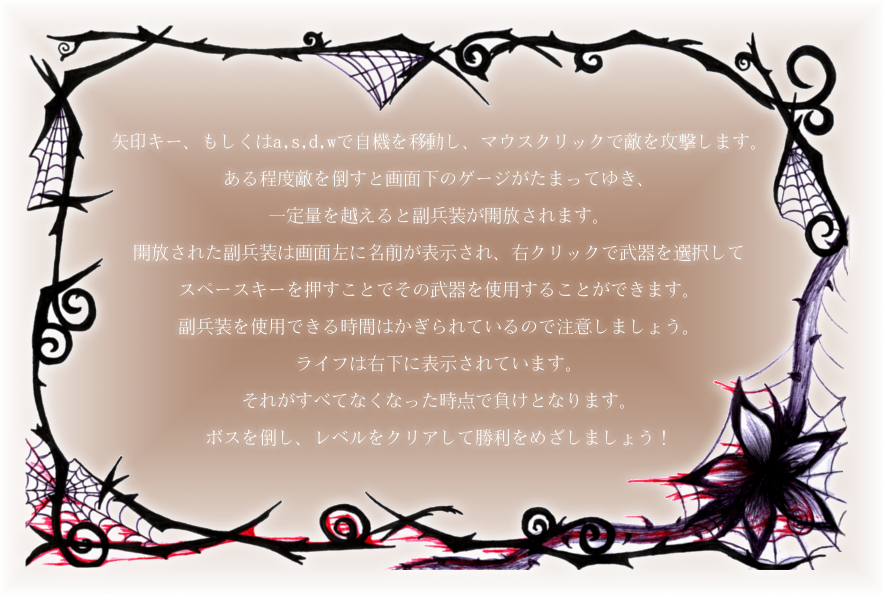 矢印キー、もしくはa,s,d,wで自機を移動し、マウスクリックで敵を攻撃します。
ある程度敵を倒すと画面下のゲージがたまってゆき、
一定量を越えると副兵装が開放されます。
開放された副兵装は画面左に名前が表示され、右クリックで武器を選択して
スペースキーを押すことでその武器を使用することができます。
副兵装を使用できる時間はかぎられているので注意しましょう。
ライフは右下に表示されています。
それがすべてなくなった時点で負けとなります。
ボスを倒し、レベルをクリアして勝利をめざしましょう！